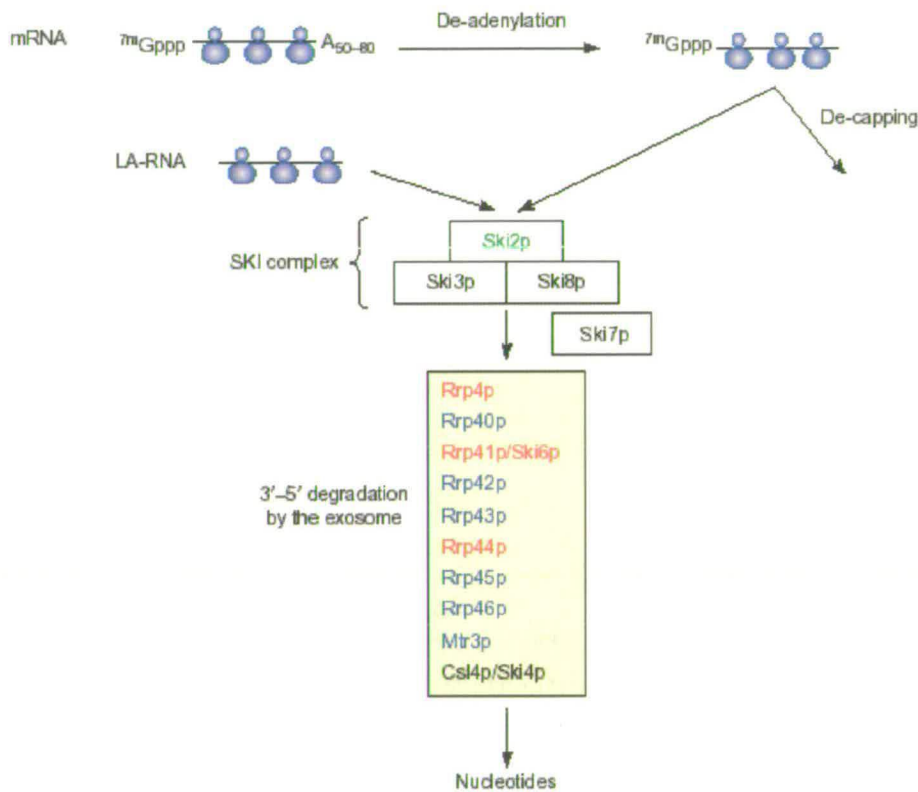 mRNA
7mGppp
A50–80
De-adenylation
7mGppp
De-capping
LA-RNA
SKI complex
Ski2p
Ski3p
Ski8p
Ski7p
Rrp4p
Rrp40p
Rrp41p/Ski6p
Rrp42p
3′–5′ degradation
by the exosome
Rrp43p
Rrp44p
Rrp45p
Rrp46p
Mtr3p
Csl4p/Ski4p
Nucleotides